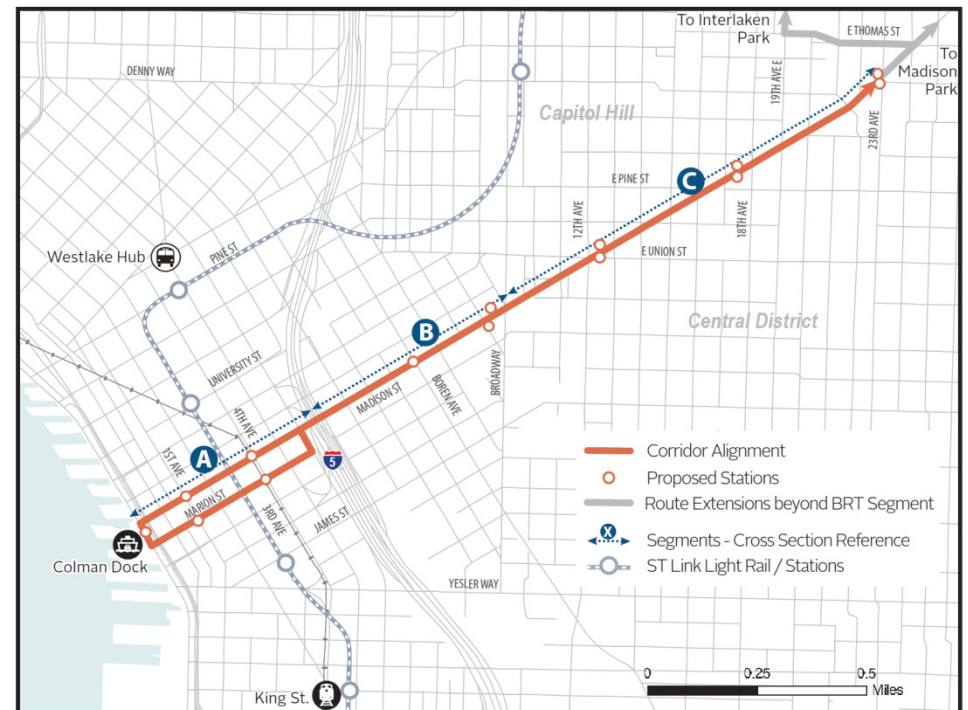 To Interlaken
Park
E THOMAS ST
To
Madison
Park
DENNY WAY
19TH AVE E
Capitol Hill
23RD AVE
E PINE ST
C
12TH AVE
18TH AVE
E UNION ST
Westlake Hub
PINE ST
B
Central District
UNIVERSITY ST
MADISON ST
BOREN AVE
BROADWAY
4TH AVE
1ST AVE
A
5
MARION ST
3RD AVE
JAMES ST
Colman Dock
YESLER WAY
King St.
Corridor Alignment
Proposed Stations
Route Extensions beyond BRT Segment
X
Segments - Cross Section Reference
ST Link Light Rail / Stations
0 0.25 0.5
Miles